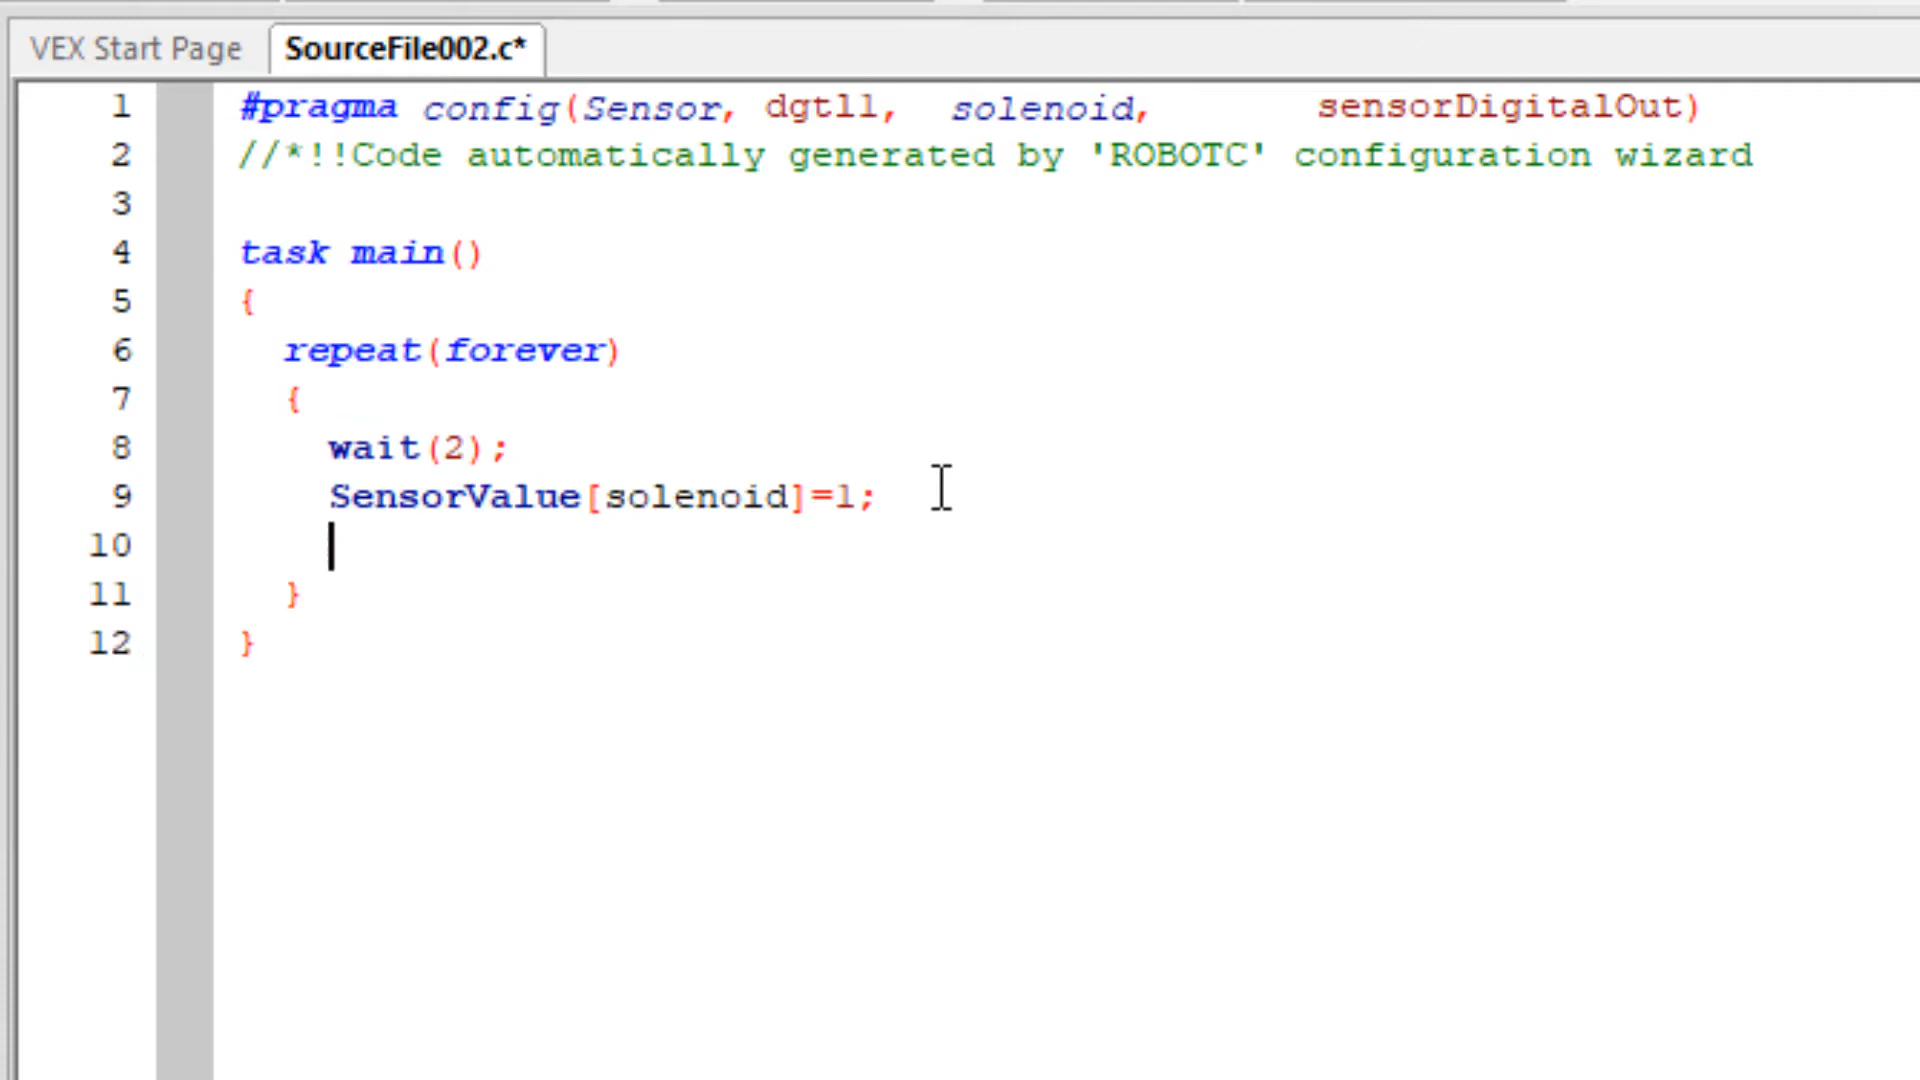 VEX Start Page SourceFile002.c*
1 #pragma config(Sensor, dgtl1, solenoid, sensorDigitalOut)
2 //*!!Code automatically generated by 'ROBOTC' configuration wizard
3
4 task main()
5 {
6 repeat(forever)
7 {
8 wait(2);
9 SensorValue[solenoid]=1;
10
11 }
12 }